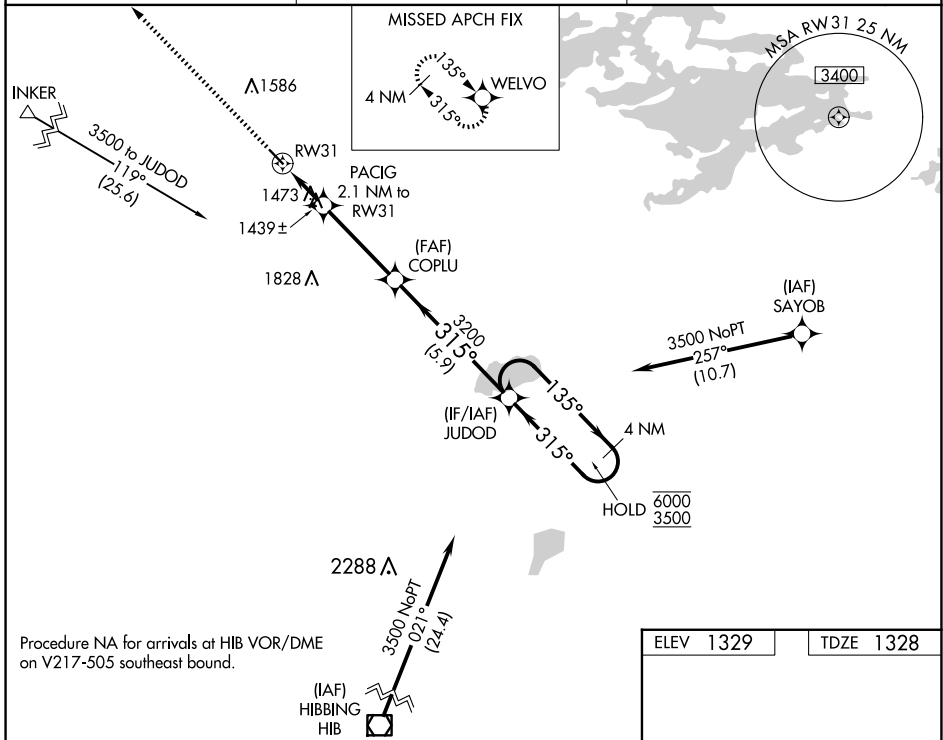 MISSED APCH FIX
135°
WELVO
4 NM
315°
MSA RW 31 25 NM
3400
1586
INKER
3500 to JUDOD
119°
(25.6)
RW31
PACIG
2.1 NM to
RW31
1473
1439±
(FAF)
COPLU
1828
(IAF)
SAYOB
3500 NoPT
257°
(10.7)
3200
315°
(5.9)
(IF/IAF)
JUDOD
135°
315°
4 NM
HOLD
6000
3500
2288
3500 NoPT
021°
(24.4)
Procedure NA for arrivals at HIB VOR/DME
on V217-505 southeast bound.
(IAF)
HIBBING
HIB
ELEV 1329
TDZE 1328